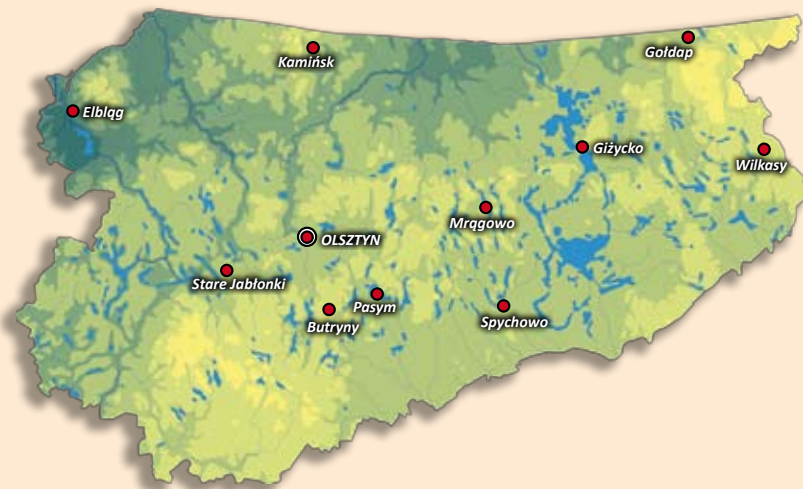 Gołdap
Kamińsk
Elbląg
Giżycko
Wilkasy
Mrągowo
OLSZTYN
Stare Jabłonki
Pasym
Butryny
Spychowo